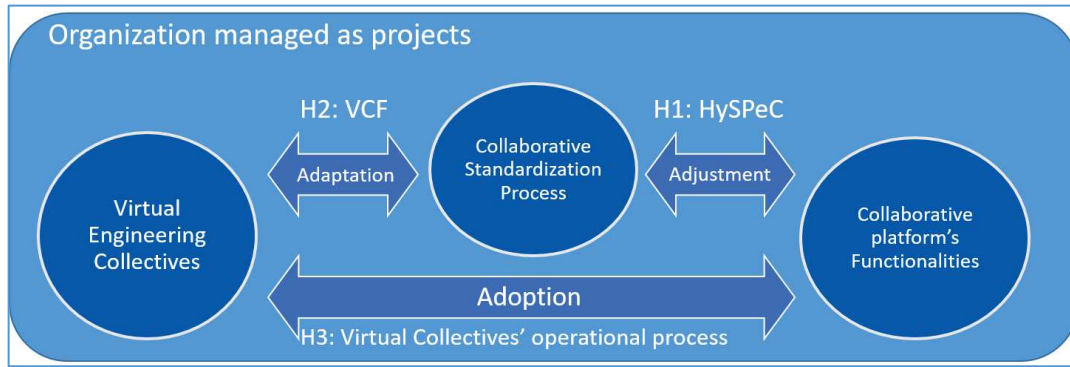 Organization managed as projects
H2: VCF
H1: HySPeC
Collaborative
Standardization
Process
Adaptation
Adjustment
Virtual
Engineering
Collectives
Collaborative
platform's
Functionalities
Adoption
H3: Virtual Collectives' operational process